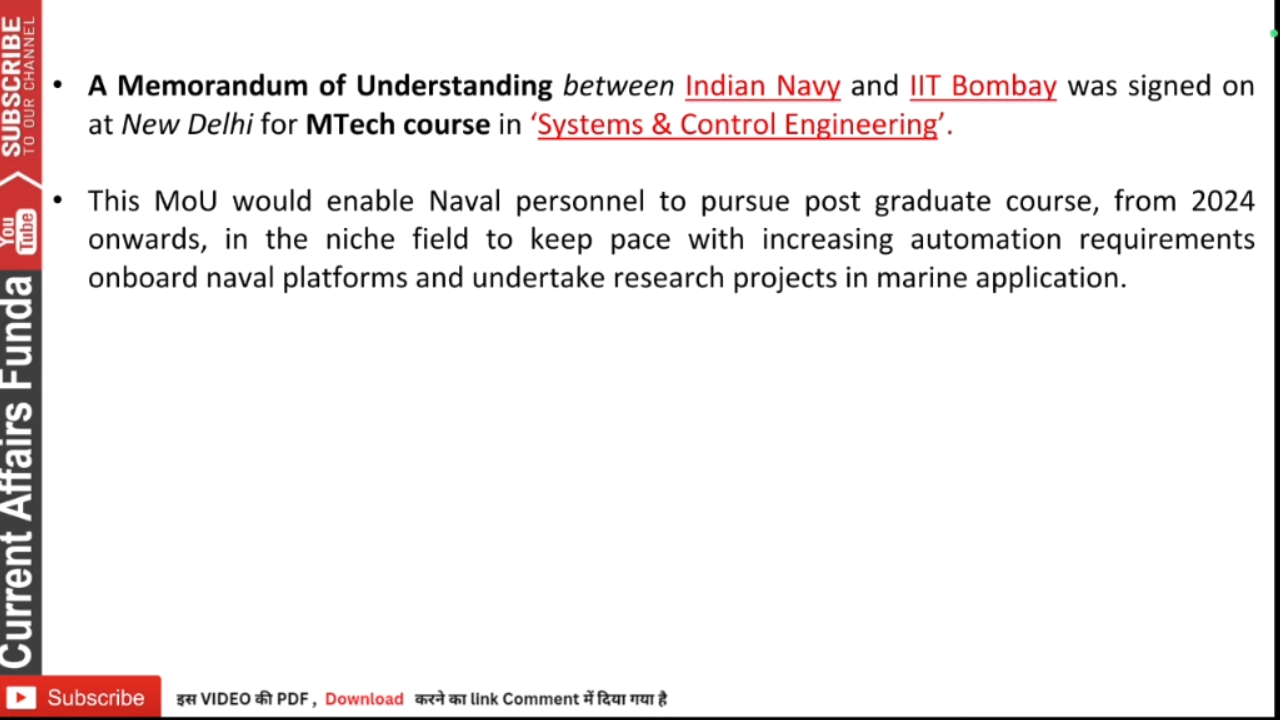 • A Memorandum of Understanding between Indian Navy and IIT Bombay was signed on
at New Delhi for MTech course in ‘Systems & Control Engineering’.
• This MoU would enable Naval personnel to pursue post graduate course, from 2024
onwards, in the niche field to keep pace with increasing automation requirements
onboard naval platforms and undertake research projects in marine application.
SUBSCRIBE
TO OUR CHANNEL
You Tube
Current Affairs Funda
Subscribe
इस VIDEO की PDF , Download करने का link Comment में दिया गया है